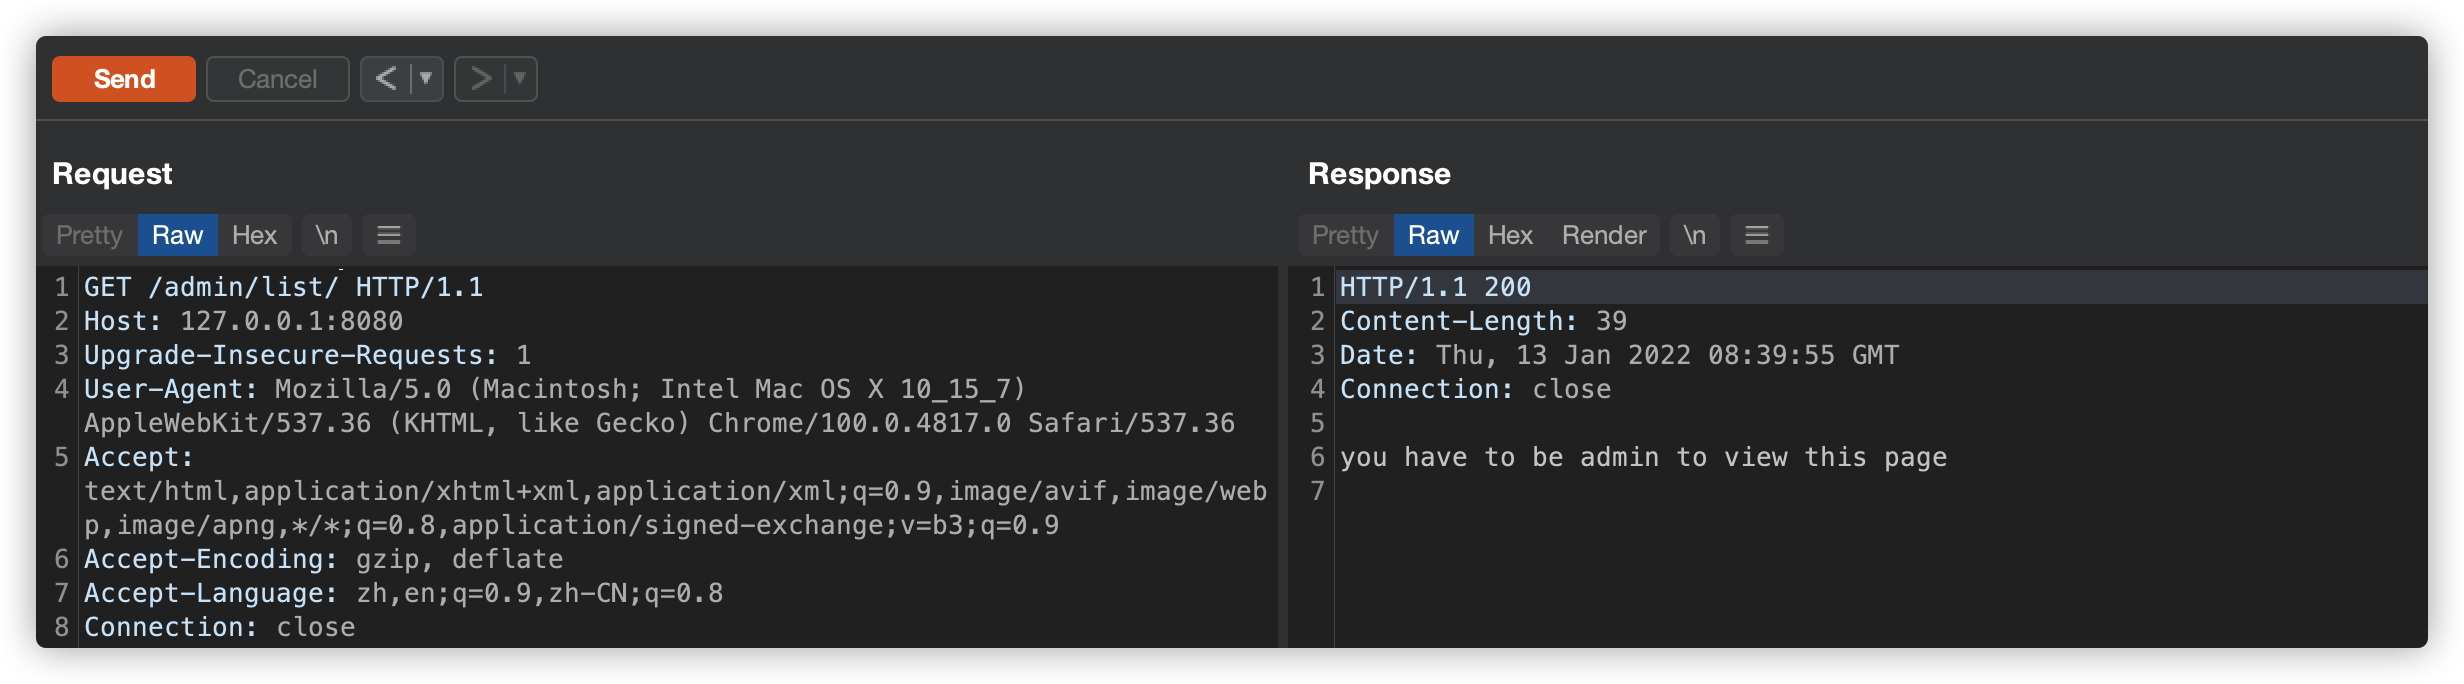 Send Cancel < ▼ > ▼
Request
Pretty Raw Hex \n ≡
1 GET /admin/list/ HTTP/1.1
2 Host: 127.0.0.1:8080
3 Upgrade-Insecure-Requests: 1
4 User-Agent: Mozilla/5.0 (Macintosh; Intel Mac OS X 10_15_7)
AppleWebKit/537.36 (KHTML, like Gecko) Chrome/100.0.4817.0 Safari/537.36
5 Accept:
text/html,application/xhtml+xml,application/xml;q=0.9,image/avif,image/web
p,image/apng,*/*;q=0.8,application/signed-exchange;v=b3;q=0.9
6 Accept-Encoding: gzip, deflate
7 Accept-Language: zh,en;q=0.9,zh-CN;q=0.8
8 Connection: close
Response
Pretty Raw Hex Render \n ≡
1 HTTP/1.1 200
2 Content-Length: 39
3 Date: Thu, 13 Jan 2022 08:39:55 GMT
4 Connection: close
5
6 you have to be admin to view this page
7